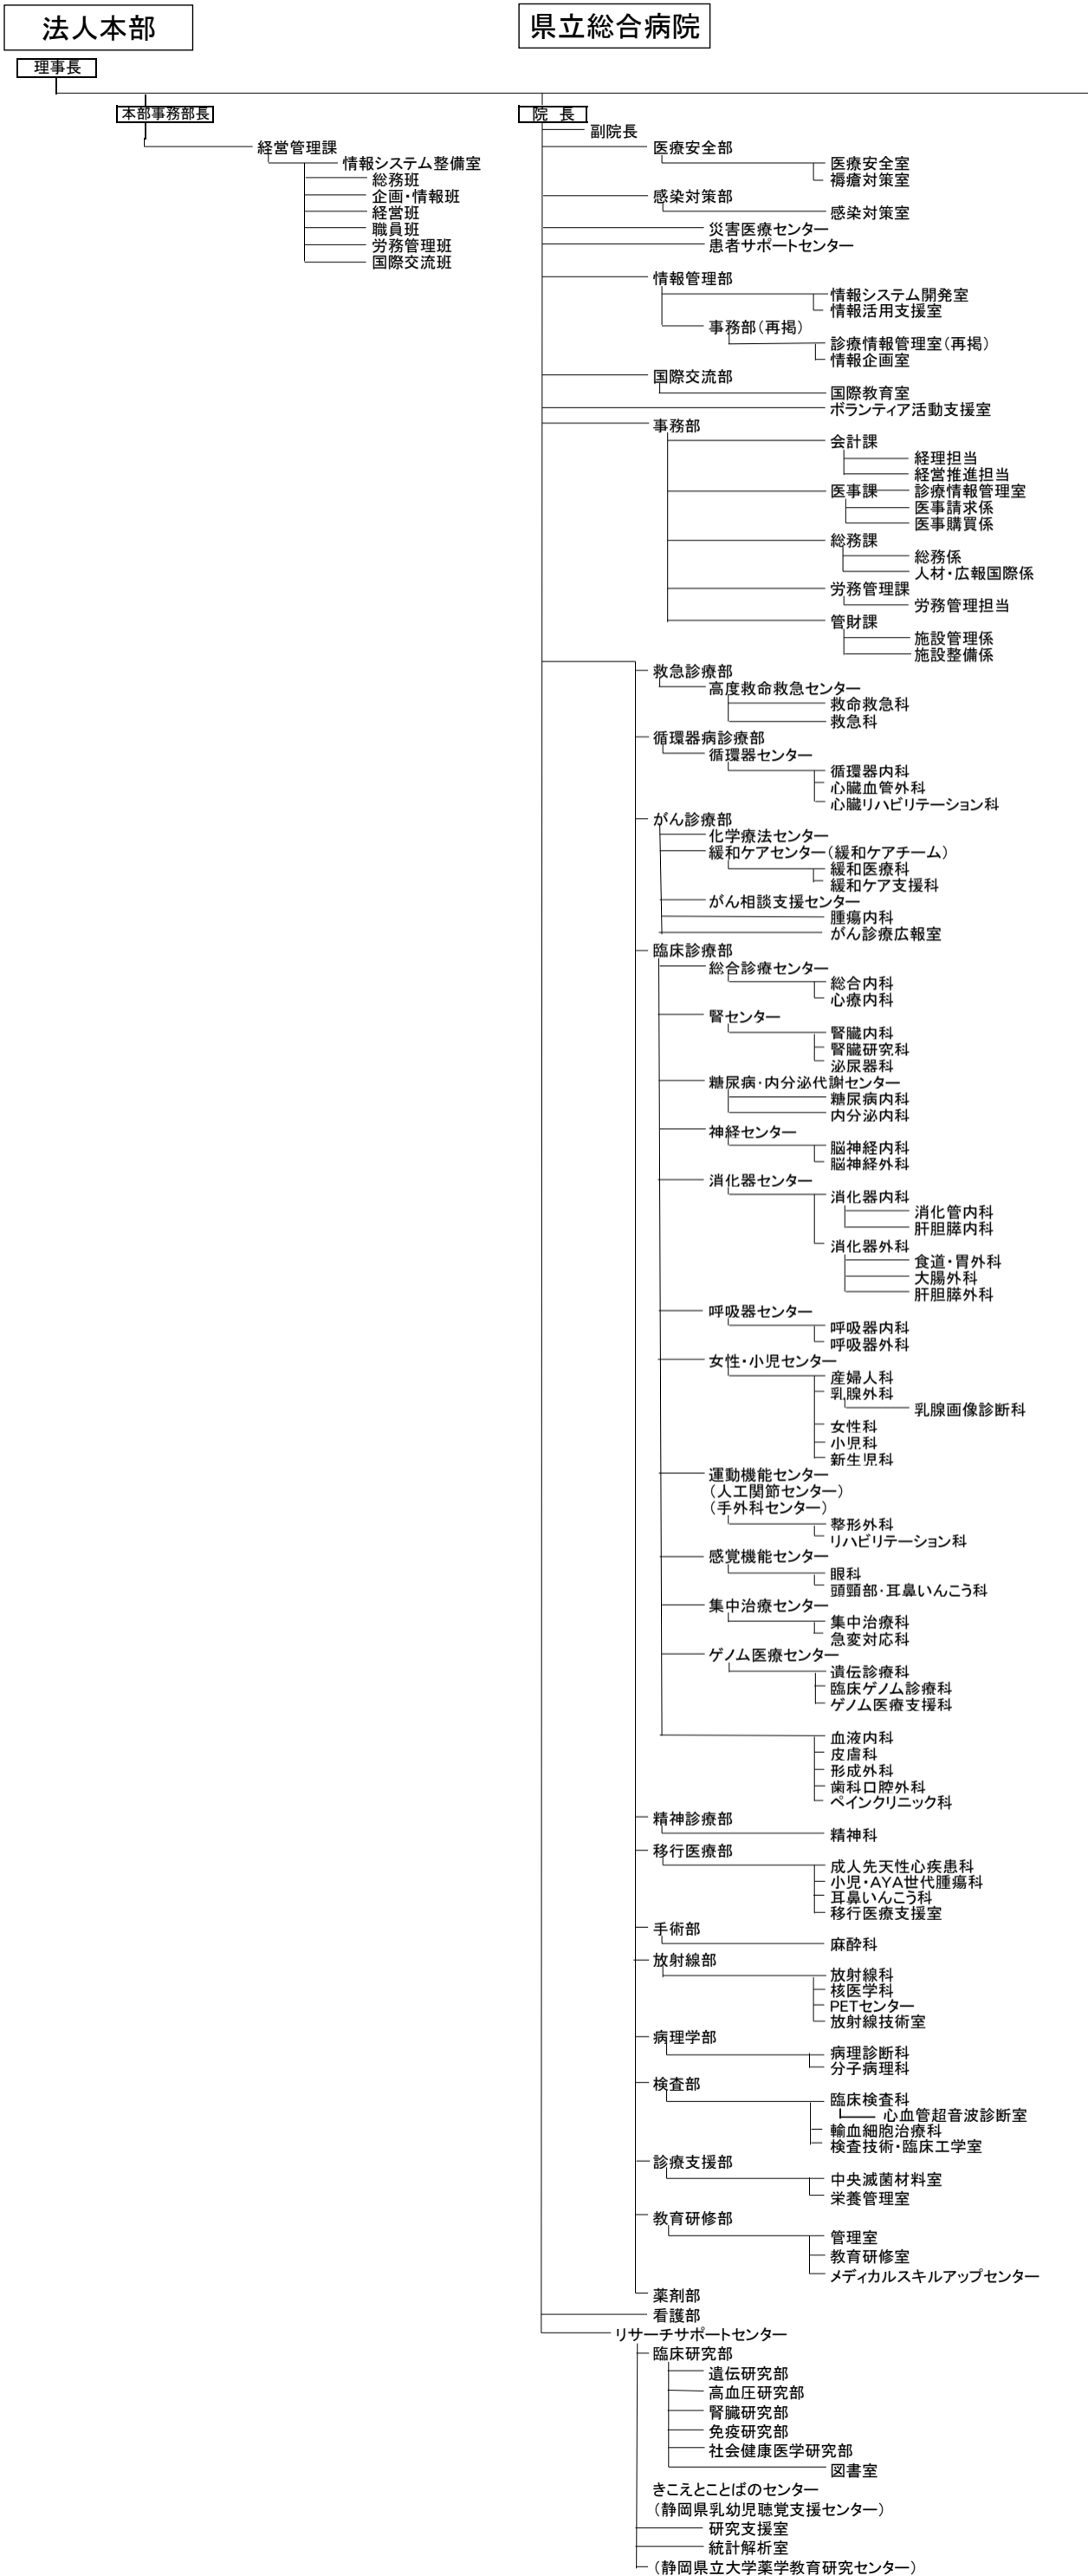 法人本部
県立総合病院
理事長
本部事務部長
院 長
副院長
経営管理課
医療安全部
情報システム整備室
医療安全室
総務班
褥瘡対策室
企画・情報班
感染対策部
経営班
感染対策室
職員班
災害医療センター
労務管理班
患者サポートセンター
国際交流班
情報管理部
情報システム開発室
情報活用支援室
事務部(再掲)
診療情報管理室(再掲)
情報企画室
国際交流部
国際教育室
ボランティア活動支援室
事務部
会計課
経理担当
経営推進担当
医事課 診療情報管理室
医事請求係
医事購買係
総務課
総務係
人材・広報国際係
労務管理課
労務管理担当
管財課
施設管理係
施設整備係
救急診療部
高度救命救急センター
救命救急科
救急科
循環器病診療部
循環器センター
循環器内科
心臓血管外科
心臓リハビリテーション科
がん診療部
化学療法センター
緩和ケアセンター(緩和ケアチーム)
緩和医療科
緩和ケア支援科
がん相談支援センター
腫瘍内科
がん診療広報室
臨床診療部
総合診療センター
総合内科
心療内科
腎センター
腎臓内科
腎臓研究科
泌尿器科
糖尿病・内分泌代謝センター
糖尿病内科
内分泌内科
神経センター
脳神経内科
脳神経外科
消化器センター
消化器内科
消化管内科
肝胆膵内科
消化器外科
食道・胃外科
大腸外科
肝胆膵外科
呼吸器センター
呼吸器内科
呼吸器外科
女性・小児センター
産婦人科
乳腺外科
乳腺画像診断科
女性科
小児科
新生児科
運動機能センター
(人工関節センター)
(手外科センター)
整形外科
リハビリテーション科
感覚機能センター
眼科
頭頸部・耳鼻いんこう科
集中治療センター
集中治療科
急変対応科
ゲノム医療センター
遺伝診療科
臨床ゲノム診療科
ゲノム医療支援科
血液内科
皮膚科
形成外科
歯科口腔外科
ペインクリニック科
精神診療部
精神科
移行医療部
成人先天性心疾患科
小児・AYA世代腫瘍科
耳鼻いんこう科
移行医療支援室
手術部
麻酔科
放射線部
放射線科
核医学科
PETセンター
放射線技術室
病理学部
病理診断科
分子病理科
検査部
臨床検査科
心血管超音波診断室
輸血細胞治療科
検査技術・臨床工学室
診療支援部
中央滅菌材料室
栄養管理室
教育研修部
管理室
教育研修室
メディカルスキルアップセンター
薬剤部
看護部
リサーチサポートセンター
臨床研究部
遺伝研究部
高血圧研究部
腎臓研究部
免疫研究部
社会健康医学研究部
図書室
きこえとことばのセンター
(静岡県乳幼児聴覚支援センター)
研究支援室
統計解析室
(静岡県立大学薬学教育研究センター)